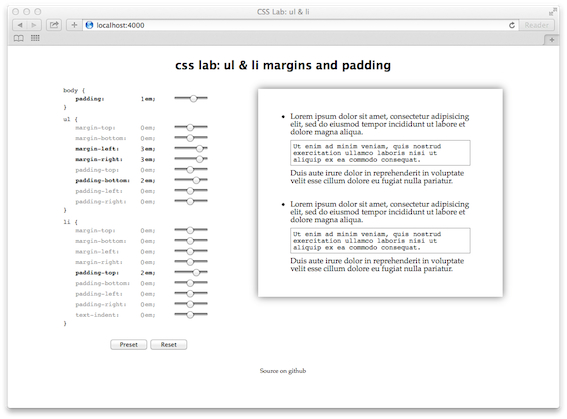 CSS Lab: ul & li
localhost:4000
Reader
css lab: ul & li margins and padding
body {
padding: 1em;
}
ul {
margin-top: 0em;
margin-bottom: 0em;
margin-left: 3em;
margin-right: 3em;
padding-top: 0em;
padding-bottom: 2em;
padding-left: 0em;
padding-right: 0em;
}
li {
margin-top: 0em;
margin-bottom: 0em;
margin-left: 0em;
margin-right: 0em;
padding-top: 2em;
padding-bottom: 0em;
padding-left: 0em;
padding-right: 0em;
text-indent: 0em;
}
Preset Reset
• Lorem ipsum dolor sit amet, consectetur adipisicing
elit, sed do eiusmod tempor incididunt ut labore et
dolore magna aliqua.
Ut enim ad minim veniam, quis nostrud
exercitation ullamco laboris nisi ut
aliquip ex ea commodo consequat.
Duis aute irure dolor in reprehenderit in voluptate
velit esse cillum dolore eu fugiat nulla pariatur.
• Lorem ipsum dolor sit amet, consectetur adipisicing
elit, sed do eiusmod tempor incididunt ut labore et
dolore magna aliqua.
Ut enim ad minim veniam, quis nostrud
exercitation ullamco laboris nisi ut
aliquip ex ea commodo consequat.
Duis aute irure dolor in reprehenderit in voluptate
velit esse cillum dolore eu fugiat nulla pariatur.
Source on github